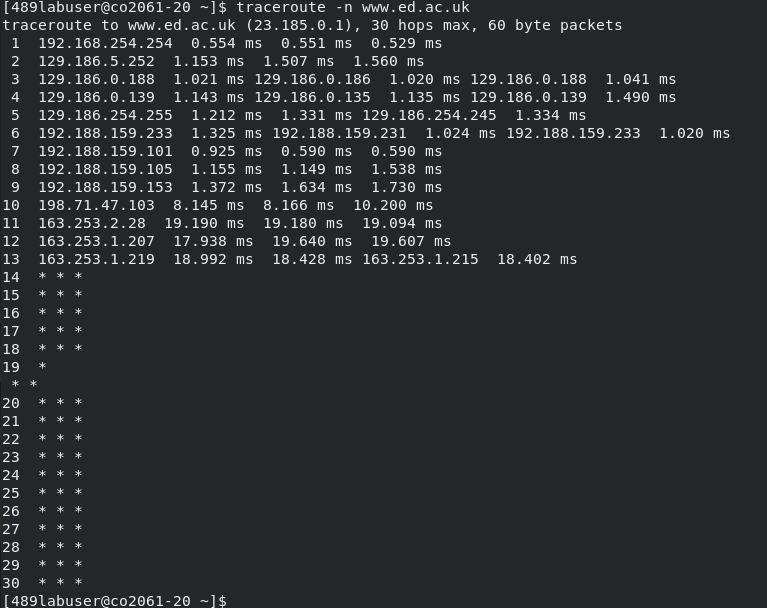 [489labuser@co2061-20 ~]$ traceroute -n www.ed.ac.uk
traceroute to www.ed.ac.uk (23.185.0.1), 30 hops max, 60 byte packets
 1  192.168.254.254  0.554 ms  0.551 ms  0.529 ms
 2  129.186.5.252  1.153 ms  1.507 ms  1.560 ms
 3  129.186.0.188  1.021 ms 129.186.0.186  1.020 ms 129.186.0.188  1.041 ms
 4  129.186.0.139  1.143 ms 129.186.0.135  1.135 ms 129.186.0.139  1.490 ms
 5  129.186.254.255  1.212 ms  1.331 ms 129.186.254.245  1.334 ms
 6  192.188.159.233  1.325 ms 192.188.159.231  1.024 ms 192.188.159.233  1.020 ms
 7  192.188.159.101  0.925 ms  0.590 ms  0.590 ms
 8  192.188.159.105  1.155 ms  1.149 ms  1.538 ms
 9  192.188.159.153  1.372 ms  1.634 ms  1.730 ms
10  198.71.47.103  8.145 ms  8.166 ms  10.200 ms
11  163.253.2.28  19.190 ms  19.180 ms  19.094 ms
12  163.253.1.207  17.938 ms  19.640 ms  19.607 ms
13  163.253.1.219  18.992 ms  18.428 ms 163.253.1.215  18.402 ms
14  * * *
15  * * *
16  * * *
17  * * *
18  * * *
19  *
 * *
20  * * *
21  * * *
22  * * *
23  * * *
24  * * *
25  * * *
26  * * *
27  * * *
28  * * *
29  * * *
30  * * *
[489labuser@co2061-20 ~]$